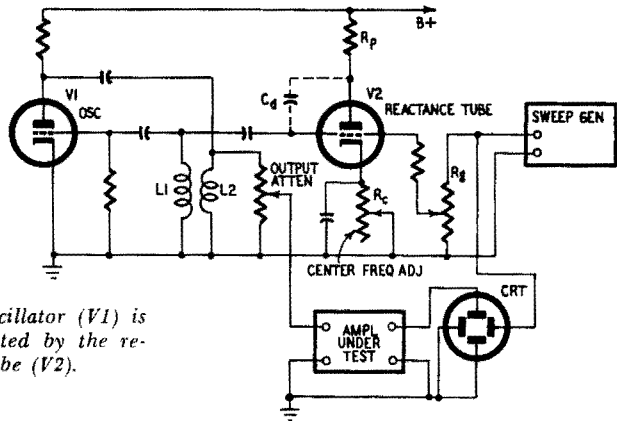 B+
Rp
V1
OSC
Cd
V2
REACTANCE TUBE
SWEEP GEN
L1
L2
OUTPUT
ATTEN
Rc
Rg
CENTER FREQ ADJ
CRT
AMPL
UNDER
TEST
cillator (V1) is
ted by the re-
be (V2).